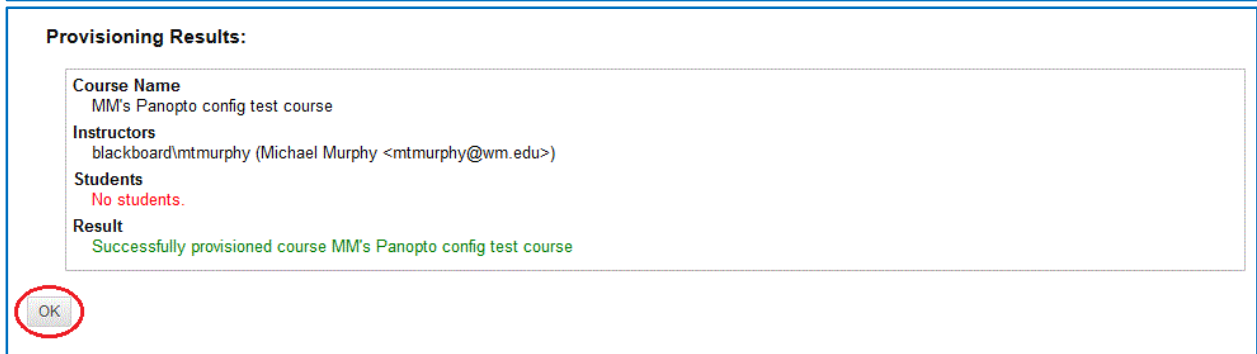 Provisioning Results:
Course Name
MM's Panopto config test course
Instructors
blackboard\mtmurphy (Michael Murphy <mtmurphy@wm.edu>)
Students
No students.
Result
Successfully provisioned course MM's Panopto config test course
OK